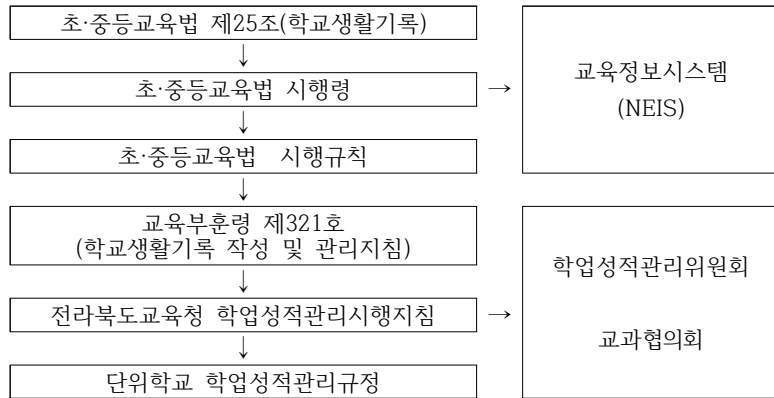 초·중등교육법 제25조(학교생활기록)
↓
초·중등교육법 시행령
→
교육정보시스템
(NEIS)
↓
초·중등교육법 시행규칙
↓
교육부훈령 제321호
(학교생활기록 작성 및 관리지침)
↓
전라북도교육청 학업성적관리시행지침
→
학업성적관리위원회
교과협의회
↓
단위학교 학업성적관리규정